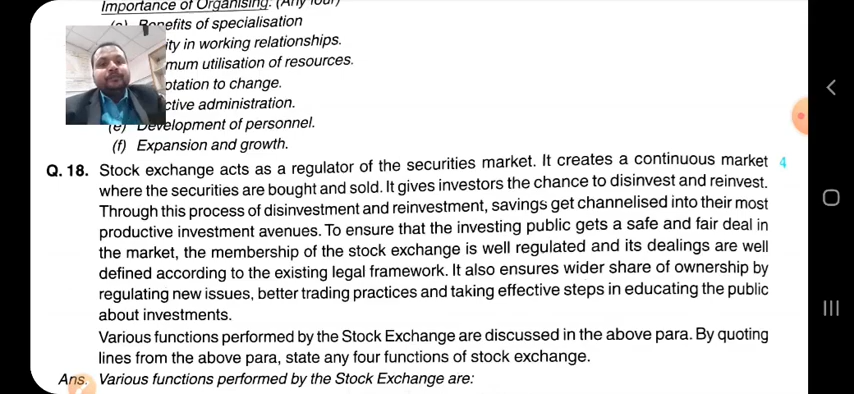 Importance of Organising: (Any four)
(a) Benefits of specialisation
ity in working relationships.
mum utilisation of resources.
ptation to change.
ctive administration.
(e) Development of personnel.
(f) Expansion and growth.
Q. 18. Stock exchange acts as a regulator of the securities market. It creates a continuous market 4
where the securities are bought and sold. It gives investors the chance to disinvest and reinvest.
Through this process of disinvestment and reinvestment, savings get channelised into their most
productive investment avenues. To ensure that the investing public gets a safe and fair deal in
the market, the membership of the stock exchange is well regulated and its dealings are well
defined according to the existing legal framework. It also ensures wider share of ownership by
regulating new issues, better trading practices and taking effective steps in educating the public
about investments.
Various functions performed by the Stock Exchange are discussed in the above para. By quoting
lines from the above para, state any four functions of stock exchange.
Ans. Various functions performed by the Stock Exchange are: